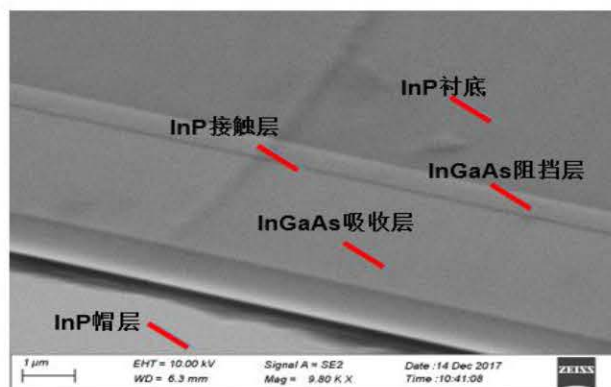 InP衬底
InP接触层
InGaAs阻挡层
InGaAs吸收层
InP帽层
1 µm
EHT = 10.00 kV
Signal A = SE2
Date :14 Dec 2017
ZEISS
WD = 6.3 mm
Mag = 9.80 K X
Time :10:41:08